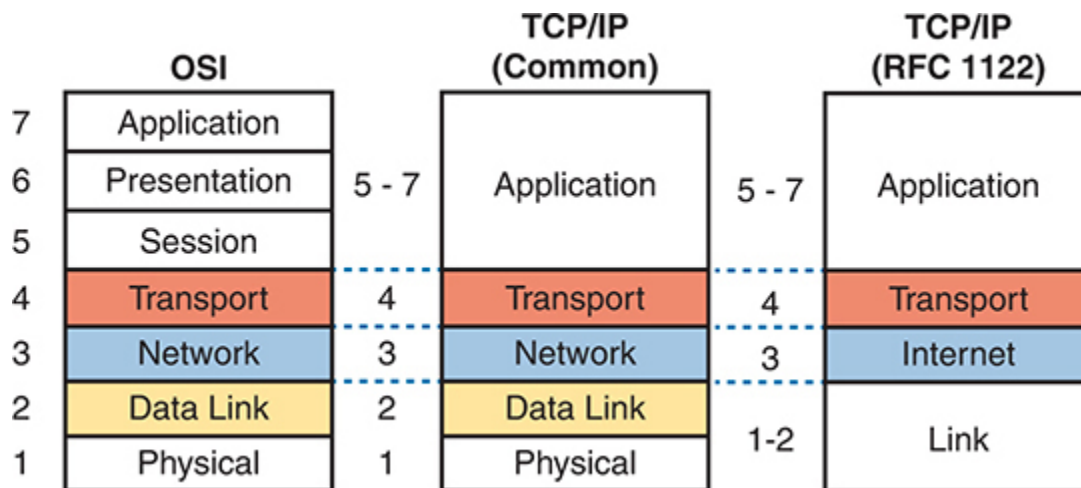 OSI
TCP/IP
(Common)
TCP/IP
(RFC 1122)
7 Application
6 Presentation
5 Session
5 - 7 Application
5 - 7 Application
4 Transport 4 Transport 4 Transport
3 Network 3 Network 3 Internet
2 Data Link 2 Data Link
1 Physical 1 Physical
1-2 Link